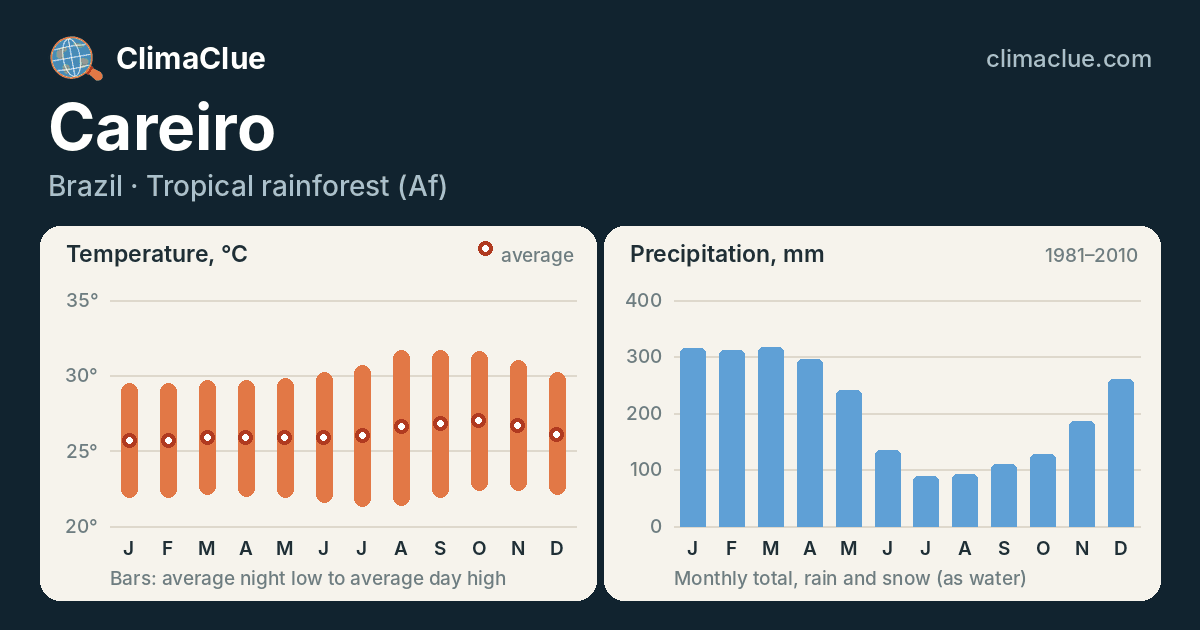 ClimaClue
climaclue.com
Careiro
Brazil · Tropical rainforest (Af)
Temperature, °C
average
35°
30°
25°
20°
J F M A M J J A S O N D
Bars: average night low to average day high
Precipitation, mm
1981–2010
400
300
200
100
0
J F M A M J J A S O N D
Monthly total, rain and snow (as water)